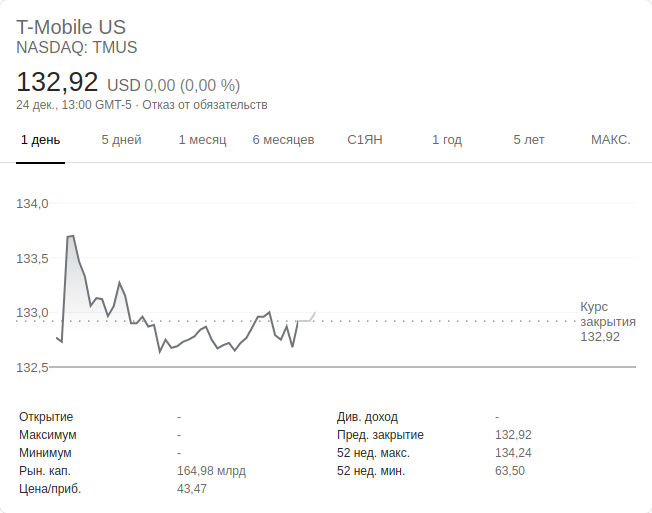 T-Mobile US
NASDAQ: TMUS
132,92 USD 0,00 (0,00 %)
24 дек., 13:00 GMT-5 · Отказ от обязательств
1 день 5 дней 1 месяц 6 месяцев С1ЯН 1 год 5 лет МАКС.
134,0
133,5
133,0
132,5
Курс
закрытия
132,92
Открытие - Див. доход -
Максимум - Пред. закрытие 132,92
Минимум - 52 нед. макс. 134,24
Рын. кап. 164,98 млрд 52 нед. мин. 63,50
Цена/приб. 43,47